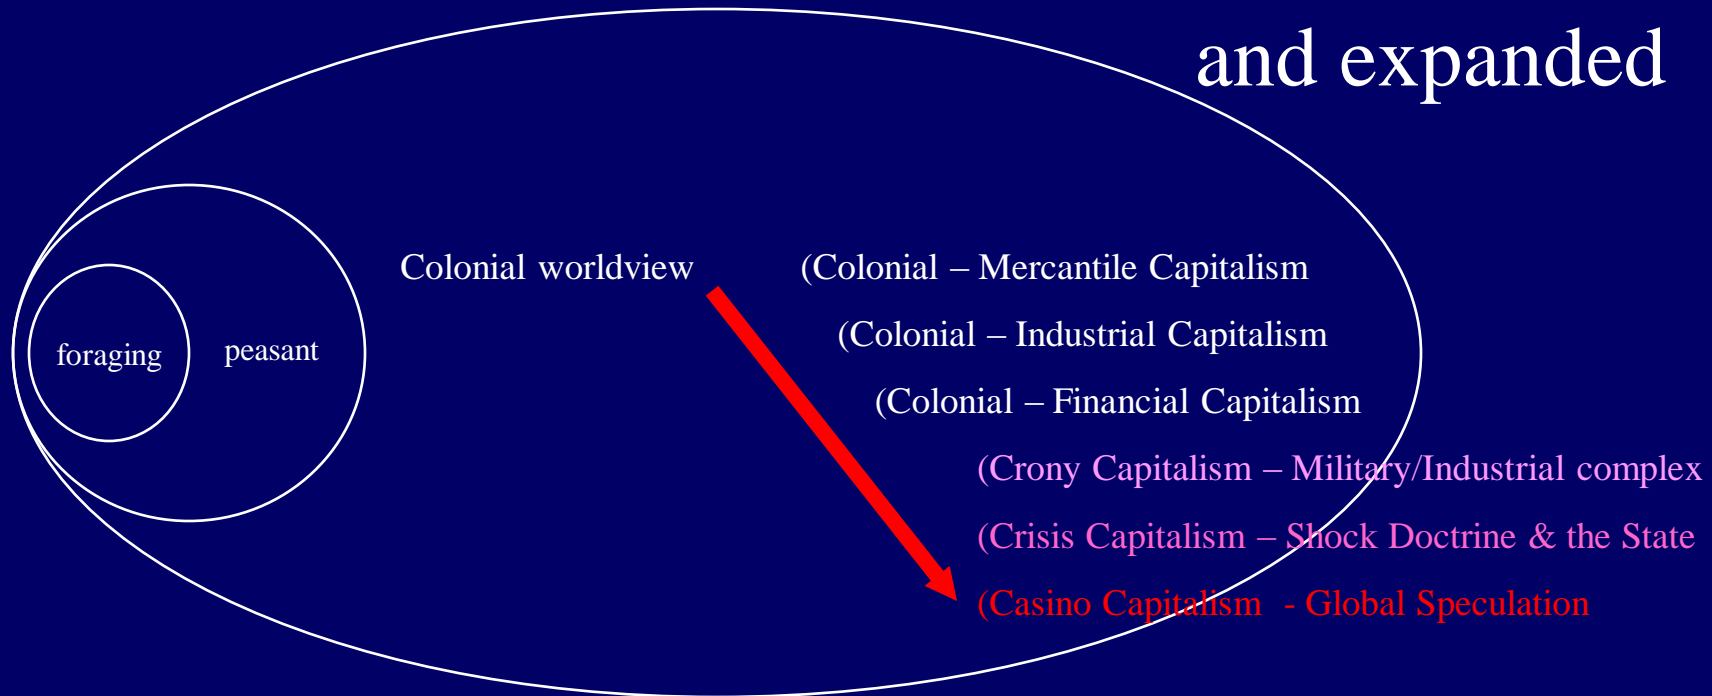 and expanded
Colonial worldview (Colonial – Mercantile Capitalism
(Colonial – Industrial Capitalism
foraging peasant
(Colonial – Financial Capitalism
(Crony Capitalism – Military/Industrial complex
(Crisis Capitalism – Shock Doctrine & the State
(Casino Capitalism - Global Speculation